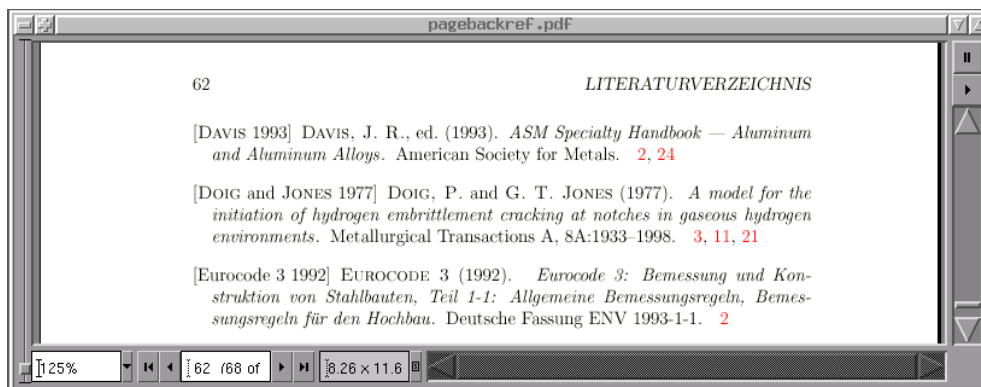 pagebackref.pdf
62 LITERATURVERZEICHNIS
[DAVIS 1993] DAVIS, J. R., ed. (1993). ASM Specialty Handbook — Aluminum
and Aluminum Alloys. American Society for Metals. 2, 24
[DOIG and JONES 1977] DOIG, P. and G. T. JONES (1977). A model for the
initiation of hydrogen embrittlement cracking at notches in gaseous hydrogen
environments. Metallurgical Transactions A, 8A:1933–1998. 3, 11, 21
[Eurocode 3 1992] EUROCODE 3 (1992). Eurocode 3: Bemessung und Kon-
struktion von Stahlbauten, Teil 1-1: Allgemeine Bemessungsregeln, Bemes-
sungsregeln für den Hochbau. Deutsche Fassung ENV 1993-1-1. 2
125% 62 /68 of 8.26 × 11.6